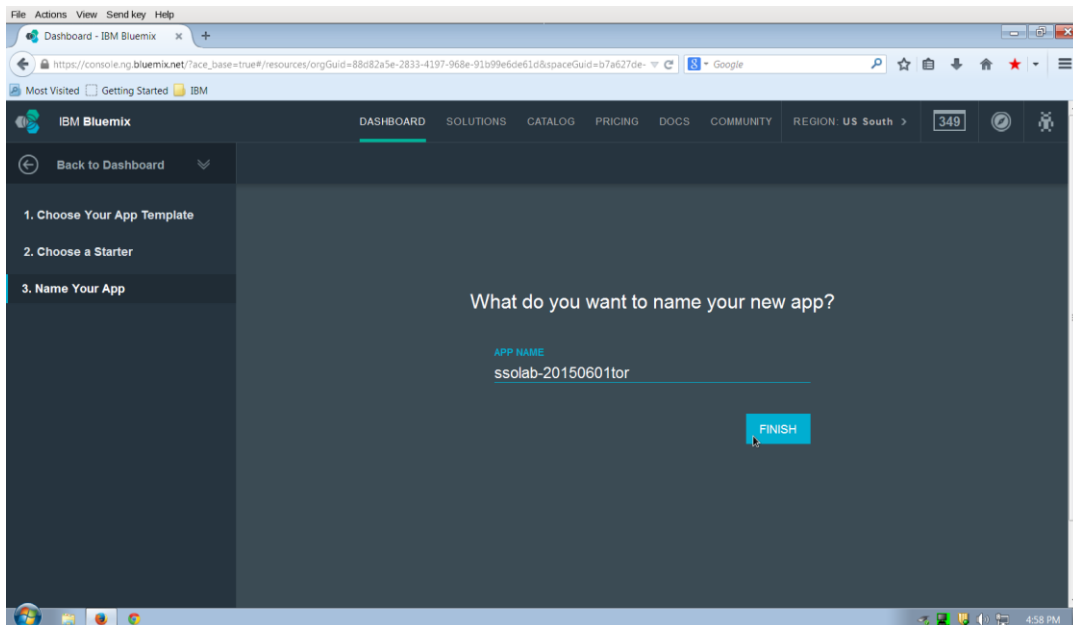 File Actions View Send key Help
Dashboard - IBM Bluemix
https://console.ng.bluemix.net/?ace_base=true#/resources/orgGuid=88d82a5e-2833-4197-968e-91b99e6de61d&spaceGuid=b7a627de-
Google
Most Visited Getting Started IBM
IBM Bluemix DASHBOARD SOLUTIONS CATALOG PRICING DOCS COMMUNITY REGION: US South > 349
Back to Dashboard
1. Choose Your App Template
2. Choose a Starter
3. Name Your App
What do you want to name your new app?
APP NAME
ssolab-20150601tor
FINISH
4:58 PM